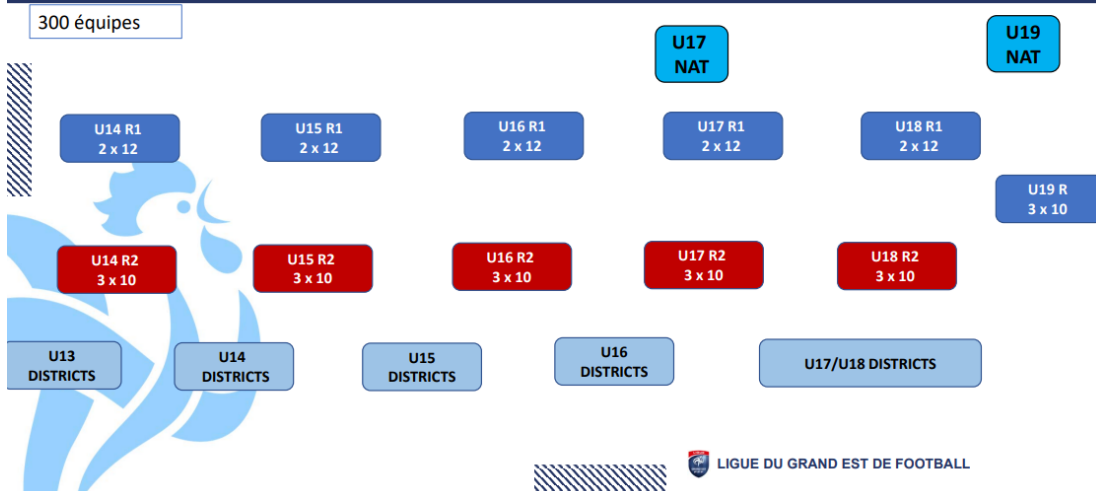 300 équipes
U17
NAT
U19
NAT
U14 R1
2 x 12
U15 R1
2 x 12
U16 R1
2 x 12
U17 R1
2 x 12
U18 R1
2 x 12
U19 R
3 x 10
U14 R2
3 x 10
U15 R2
3 x 10
U16 R2
3 x 10
U17 R2
3 x 10
U18 R2
3 x 10
U13
DISTRICTS
U14
DISTRICTS
U15
DISTRICTS
U16
DISTRICTS
U17/U18 DISTRICTS
LIGUE DU GRAND EST DE FOOTBALL